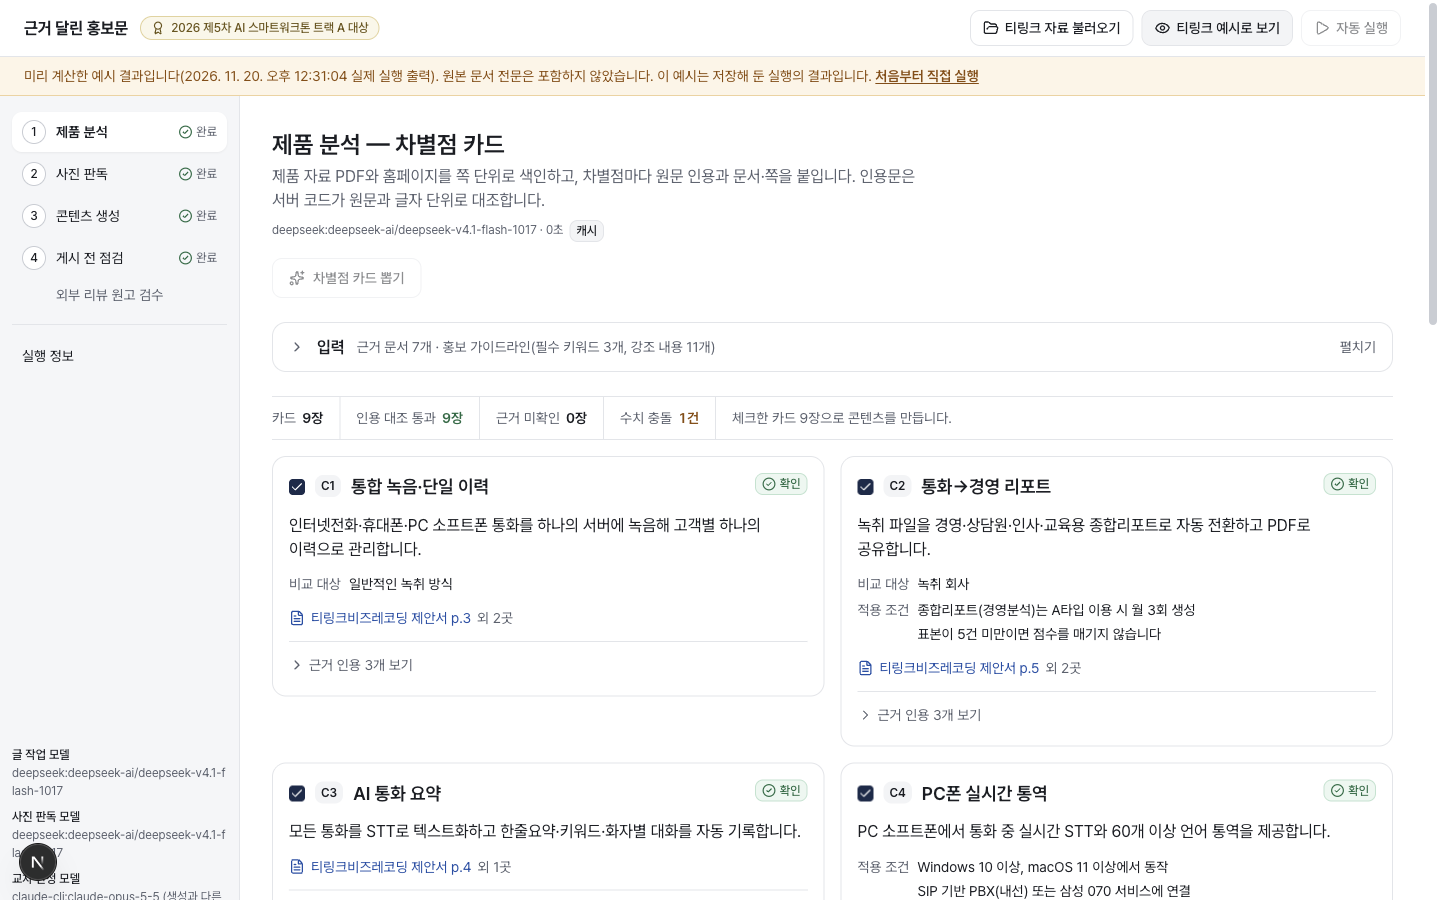 근거 달린 홍보문
2026 제5차 AI 스마트워크톤 트랙 A 대상
티링크 자료 불러오기
티링크 예시로 보기
자동 실행
미리 계산한 예시 결과입니다(2026. 11. 20. 오후 12:31:04 실제 실행 출력). 원본 문서 전문은 포함하지 않았습니다. 이 예시는 저장해 둔 실행의 결과입니다. 처음부터 직접 실행
1 제품 분석 완료
2 사진 판독 완료
3 콘텐츠 생성 완료
4 게시 전 점검 완료
외부 리뷰 원고 검수
실행 정보
글 작업 모델
deepseek:deepseek-ai/deepseek-v4.1-f
lash-1017
사진 판독 모델
deepseek:deepseek-ai/deepseek-v4.1-f
N
모델
claude-cli:claude-opus-5-5 (생성과 다른
제품 분석 — 차별점 카드
제품 자료 PDF와 홈페이지를 쪽 단위로 색인하고, 차별점마다 원문 인용과 문서·쪽을 붙입니다. 인용문은
서버 코드가 원문과 글자 단위로 대조합니다.
deepseek:deepseek-ai/deepseek-v4.1-flash-1017 · 0초 캐시
차별점 카드 뽑기
입력 근거 문서 7개 · 홍보 가이드라인(필수 키워드 3개, 강조 내용 11개) 펼치기
카드 9장
인용 대조 통과 9장
근거 미확인 0장
수치 충돌 1건
체크한 카드 9장으로 콘텐츠를 만듭니다.
C1 통합 녹음·단일 이력 확인
인터넷전화·휴대폰·PC 소프트폰 통화를 하나의 서버에 녹음해 고객별 하나의
이력으로 관리합니다.
비교 대상 일반적인 녹취 방식
티링크비즈레코딩 제안서 p.3 외 2곳
근거 인용 3개 보기
C2 통화→경영 리포트 확인
녹취 파일을 경영·상담원·인사·교육용 종합리포트로 자동 전환하고 PDF로
공유합니다.
비교 대상 녹취 회사
적용 조건 종합리포트(경영분석)는 A타입 이용 시 월 3회 생성
표본이 5건 미만이면 점수를 매기지 않습니다
티링크비즈레코딩 제안서 p.5 외 2곳
근거 인용 3개 보기
C3 AI 통화 요약 확인
모든 통화를 STT로 텍스트화하고 한줄요약·키워드·화자별 대화를 자동 기록합니다.
티링크비즈레코딩 제안서 p.4 외 1곳
C4 PC폰 실시간 통역 확인
PC 소프트폰에서 통화 중 실시간 STT와 60개 이상 언어 통역을 제공합니다.
적용 조건 Windows 10 이상, macOS 11 이상에서 동작
SIP 기반 PBX(내선) 또는 삼성 070 서비스에 연결